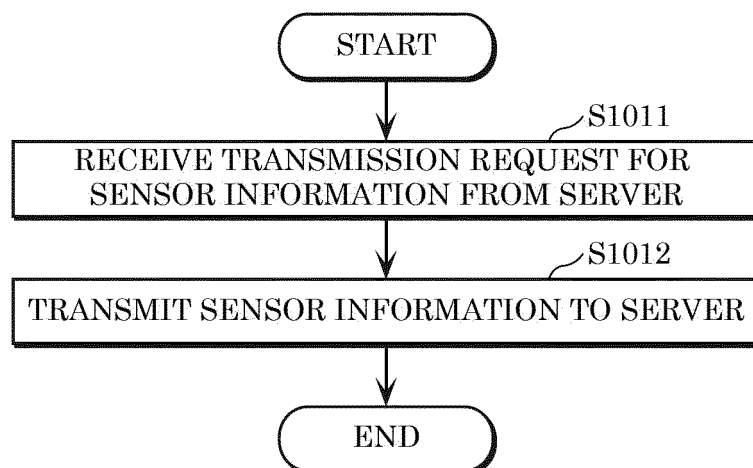 START
S1011
RECEIVE TRANSMISSION REQUEST FOR
SENSOR INFORMATION FROM SERVER
S1012
TRANSMIT SENSOR INFORMATION TO SERVER
END